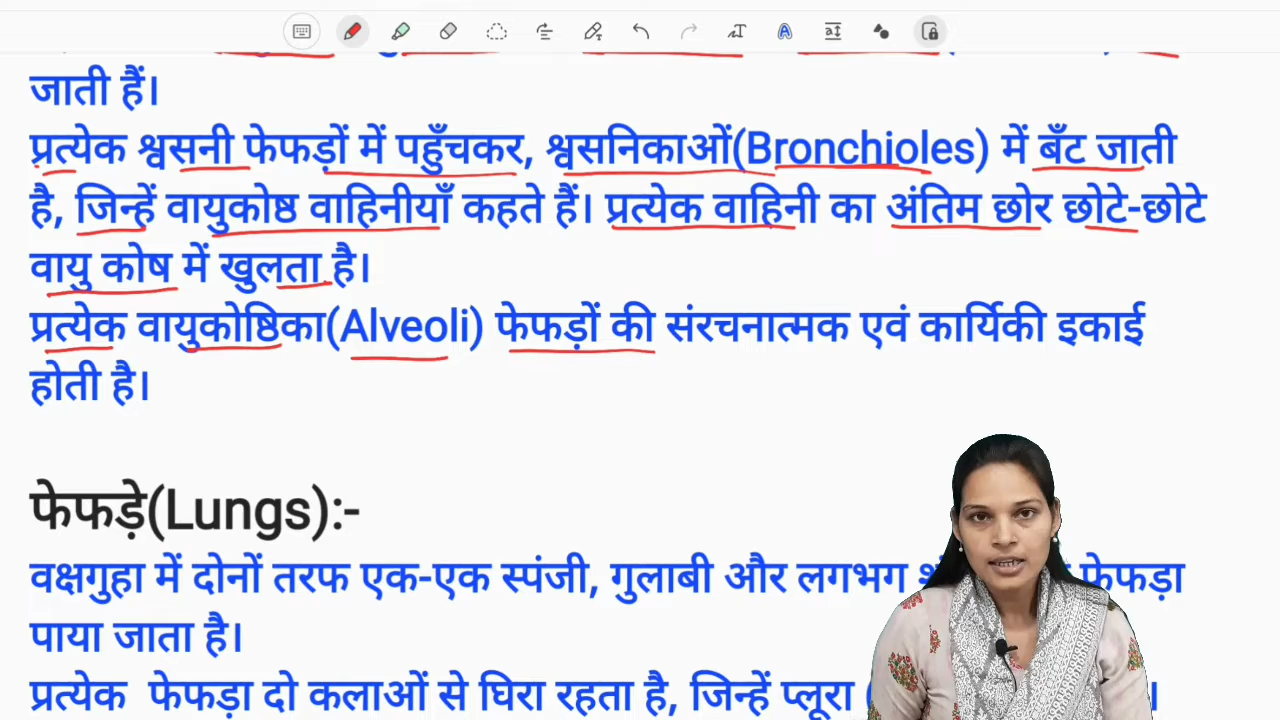 जाती हैं।
प्रत्येक श्वसनी फेफड़ों में पहुँचकर, श्वसनिकाओं(Bronchioles) में बँट जाती
है, जिन्हें वायुकोष्ठ वाहिनीयाँ कहते हैं। प्रत्येक वाहिनी का अंतिम छोर छोटे-छोटे
वायु कोष में खुलता है।
प्रत्येक वायुकोष्ठिका(Alveoli) फेफड़ों की संरचनात्मक एवं कार्यिकी इकाई
होती है।
फेफड़े(Lungs):-
वक्षगुहा में दोनों तरफ एक-एक स्पंजी, गुलाबी और लगभग फेफड़ा
पाया जाता है।
प्रत्येक फेफड़ा दो कलाओं से घिरा रहता है, जिन्हें प्लूरा ( ।